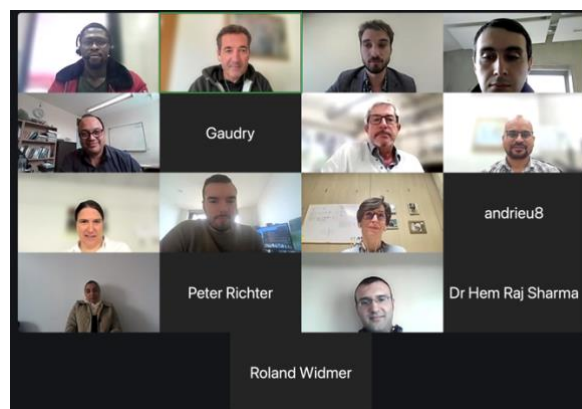 Gaudry
andrieu8
Peter Richter
Dr Hem Raj Sharma
Roland Widmer